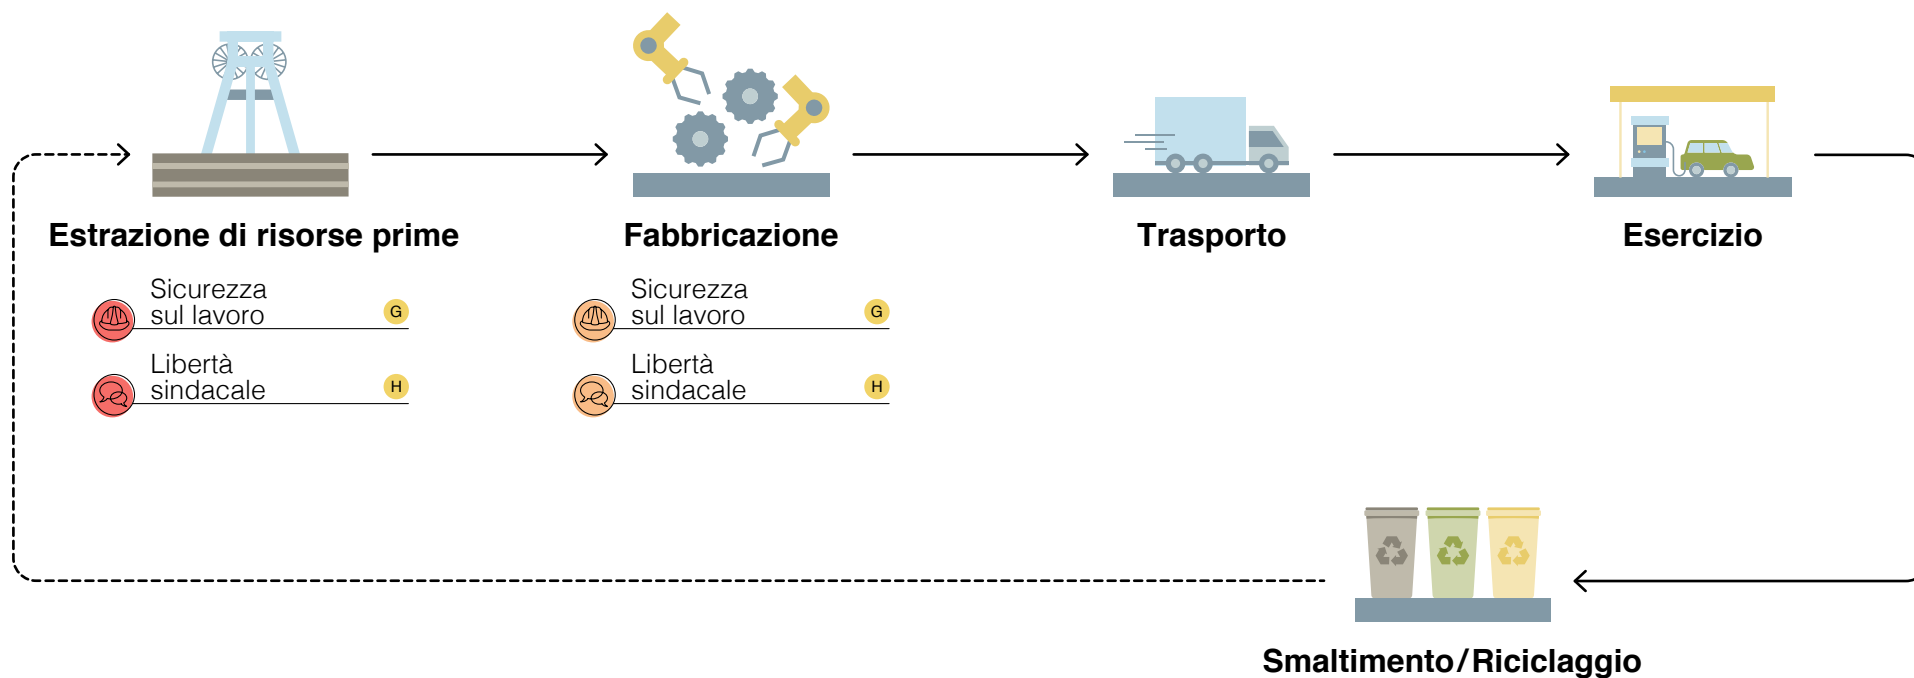 Estrazione di risorse prime
Fabbricazione
Trasporto
Esercizio
Sicurezza
sul lavoro
G
Libertà
sindacale
H
Sicurezza
sul lavoro
G
Libertà
sindacale
H
Smaltimento/Riciclaggio